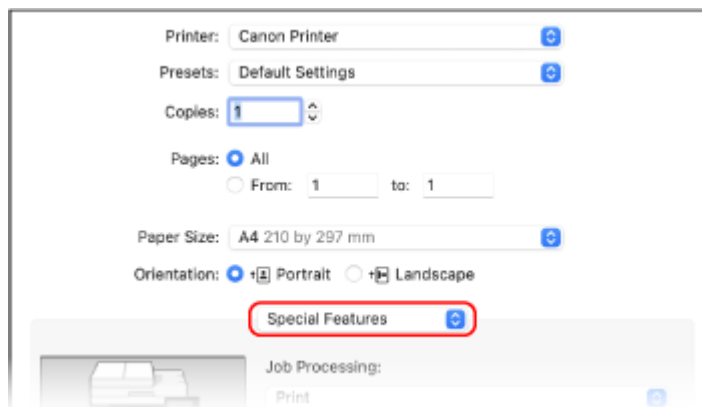 Printer: Canon Printer
Presets: Default Settings
Copies: 1
Pages: All
From: 1 to: 1
Paper Size: A4 210 by 297 mm
Orientation: Portrait Landscape
Special Features
Job Processing:
Print